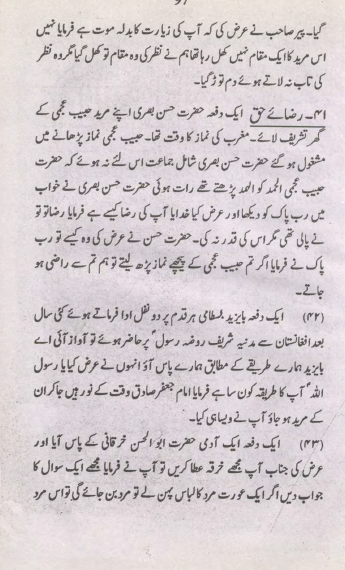 گیا۔ پیر صاحب نے عرض کی کہ آپ کی زیارت کا بدلہ موت ہے فرمایا نہیں
اس مرید کا ایک مقام نہیں کھل رہا تھا ہم نے نظر کی وہ مقام تو کھل گیا مگر وہ نظر
کی تاب نہ لاتے ہوئے دم توڑ گیا۔
۴۱۔ رضائے حق ایک دفعہ حضرت حسن بصری اپنے مرید حبیب عجمی کے
گھر تشریف لائے۔ مغرب کی نماز کا وقت تھا۔ حبیب عجمی نماز پڑھانے میں
مشغول ہو گئے حضرت حسن بصری شامل جماعت اس لئے نہ ہوئے کہ حضرت
حبیب عجمی الحمد کو الہمد پڑھتے تھے رات ہوئی حضرت حسن بصری نے خواب
میں رب پاک کو دیکھا اور عرض کیا خدایا آپ کی رضا کیسے ہے فرمایا رضا تو تو
نے پالی تھی مگر اس کی قدر نہ کی۔ حضرت حسن نے عرض کی وہ کیسے تو رب
پاک نے فرمایا اگر تم حبیب عجمی کے پیچھے نماز پڑھ لیتے تو ہم تم سے راضی ہو
جاتے۔
(۴۲) ایک دفعہ بایزید بسطامی ہر قدم پر دو نفل ادا فرماتے ہوئے کئی سال
بعد افغانستان سے مدنیہ شریف روضہ رسول پر حاضر ہوئے تو آواز آئی اے
بایزید ہمارے طریقے کے مطابق ہمارے پاس آؤ انہوں نے عرض کیا یا رسول
اللہ آپ کا طریقہ کون سا ہے فرمایا امام جعفر صادق وقت کے نور ہیں جا کر ان
کے مرید ہو جاؤ آپ نے ویسا ہی کیا۔
(۴۳) ایک دفعہ ایک آدمی حضرت ابو الحسن خرقانی کے پاس آیا اور
عرض کی جناب آپ مجھے خرقہ عطا کریں تو آپ نے فرمایا مجھے ایک سوال کا
جواب دیں اگر ایک عورت مرد کا لباس پہن لے تو مرد بن جائے گی تو اس مرد